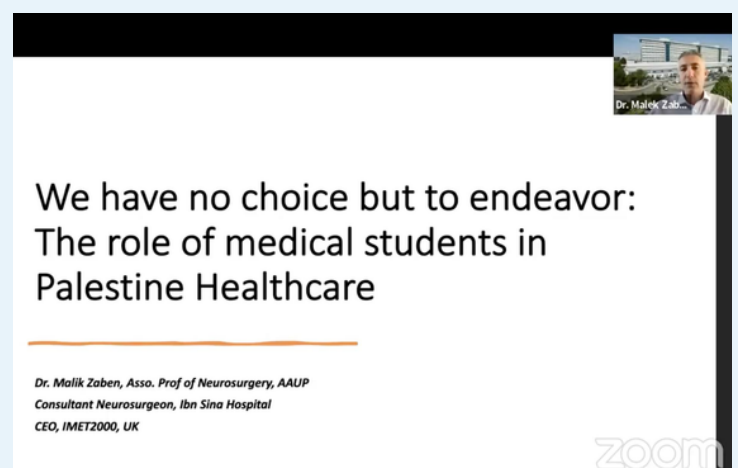 Dr. Malek Zab...
We have no choice but to endeavor:
The role of medical students in
Palestine Healthcare
Dr. Malik Zaben, Asso. Prof of Neurosurgery, AAUP
Consultant Neurosurgeon, Ibn Sina Hospital
CEO, IMET2000, UK
zoom